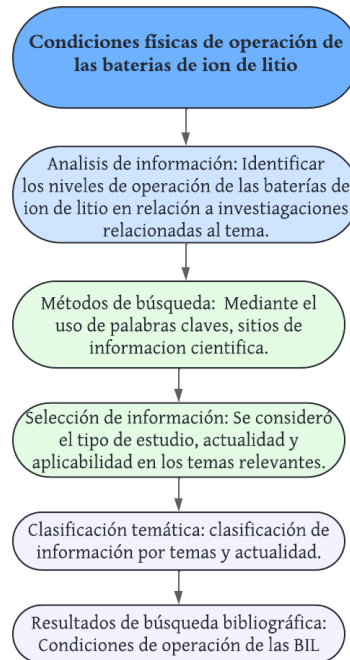 Condiciones físicas de operación de
las baterias de ion de litio
Analisis de información: Identificar
los niveles de operación de las baterías de
ion de litio en relación a investiagaciones
relacionadas al tema.
Métodos de búsqueda: Mediante el
uso de palabras claves, sitios de
informacion cientifica.
Selección de información: Se consideró
el tipo de estudio, actualidad y
aplicabilidad en los temas relevantes.
Clasificación temática: clasificación de
información por temas y actualidad.
Resultados de búsqueda bibliográfica:
Condiciones de operación de las BIL